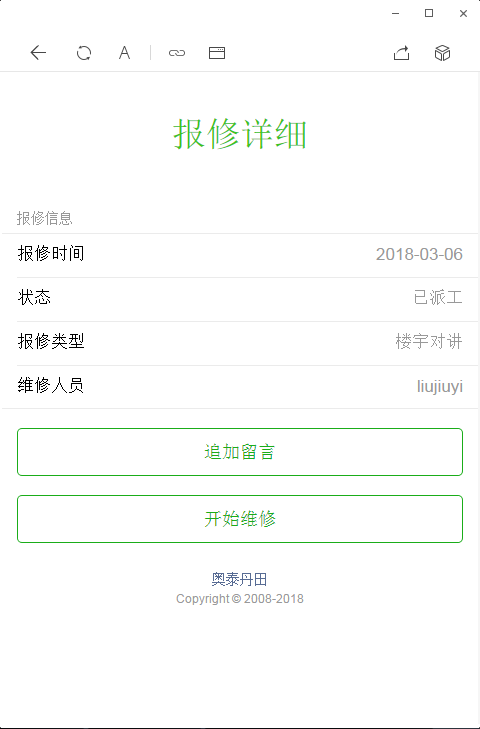 A
报修详细
报修信息
报修时间 2018-03-06
状态 已派工
报修类型 楼宇对讲
维修人员 liujiuyi
追加留言
开始维修
奥泰丹田
Copyright © 2008-2018